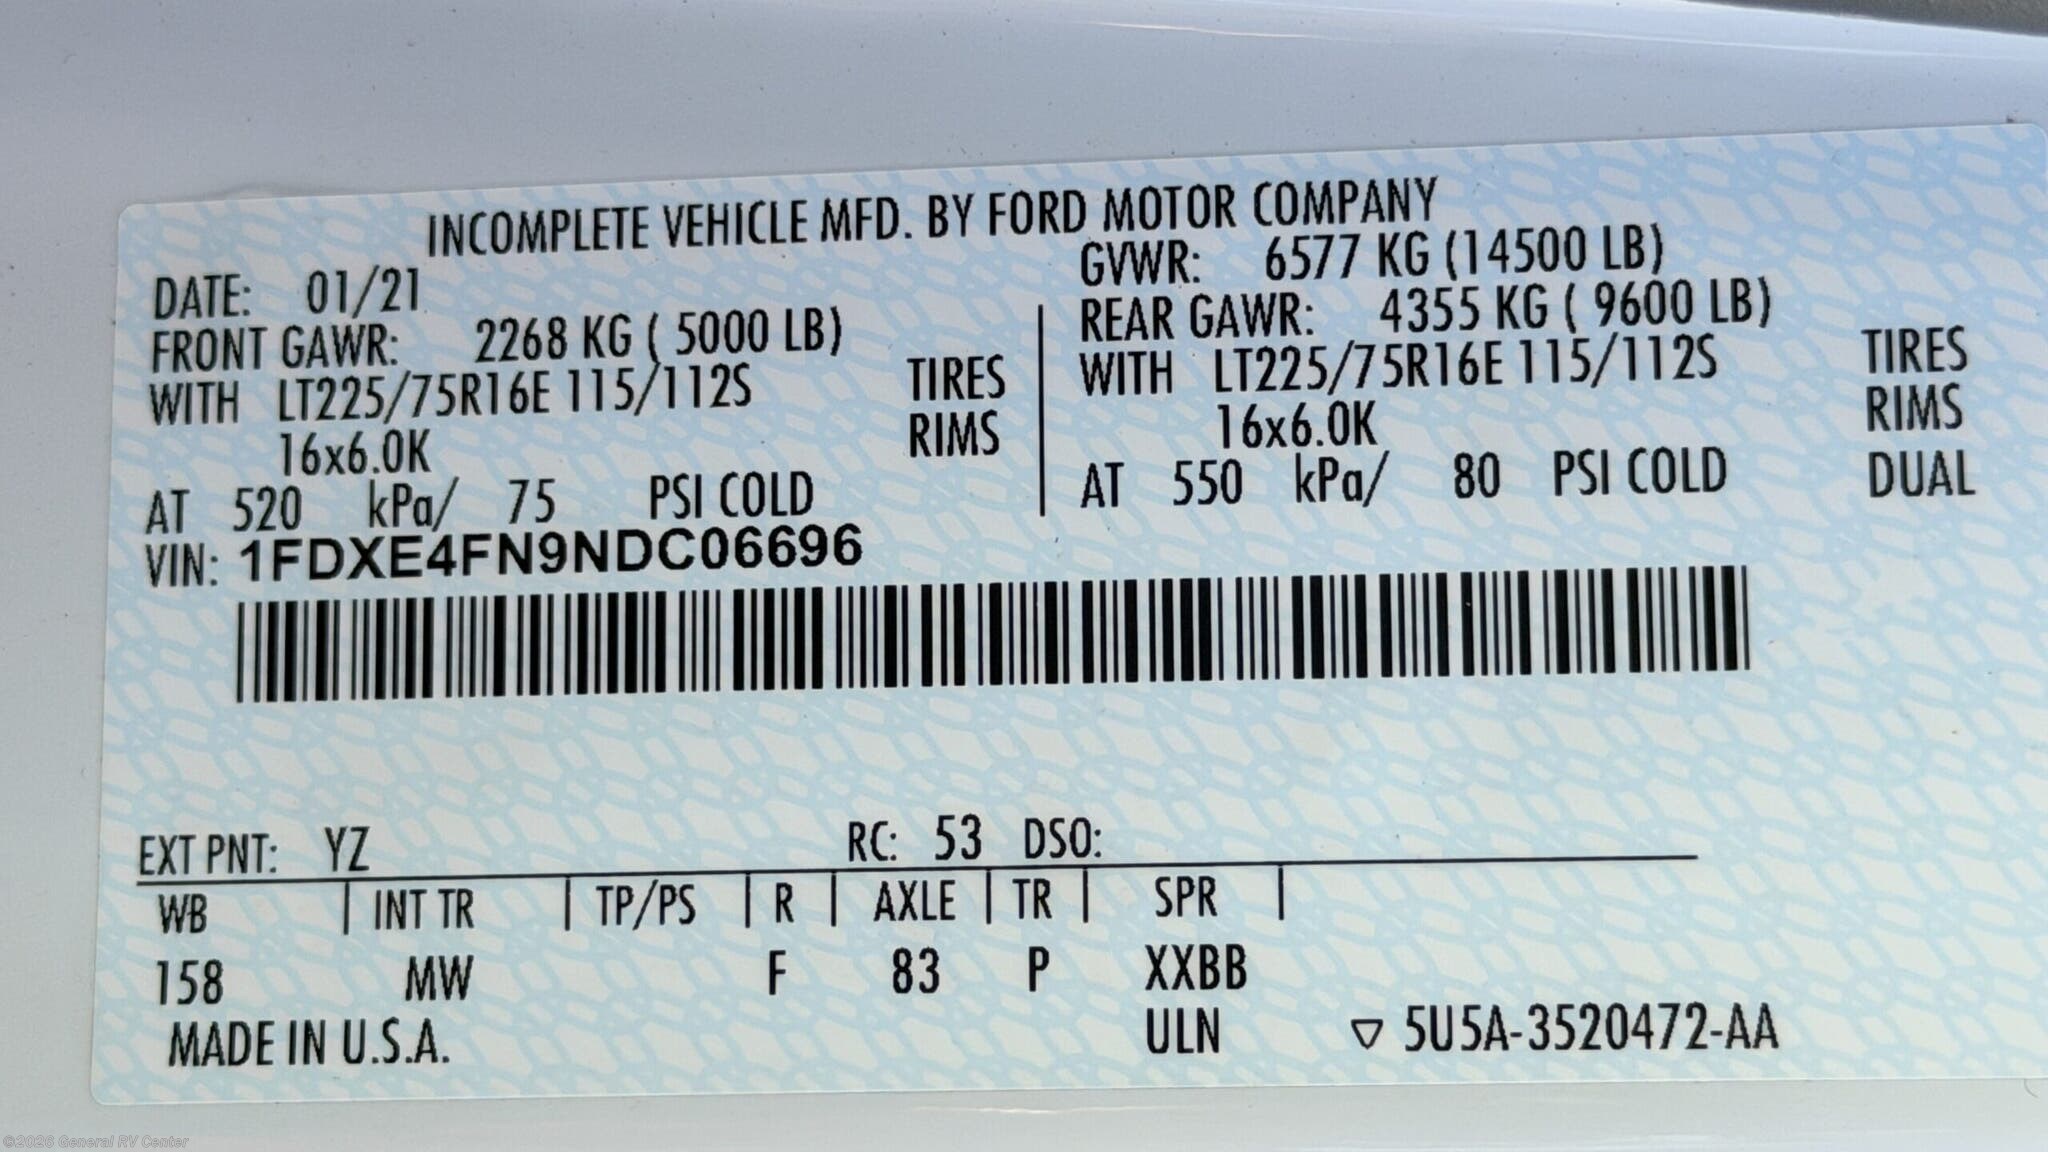 INCOMPLETE VEHICLE MFD. BY FORD MOTOR COMPANY
DATE: 01/21
GVWR: 6577 KG (14500 LB)
FRONT GAWR: 2268 KG ( 5000 LB)
REAR GAWR: 4355 KG ( 9600 LB)
WITH LT225/75R16E 115/112S TIRES
WITH LT225/75R16E 115/112S TIRES
16x6.0K RIMS
16x6.0K RIMS
AT 520 kPa/ 75 PSI COLD
AT 550 kPa/ 80 PSI COLD DUAL
VIN: 1FDXE4FN9NDC06696
EXT PNT: YZ RC: 53 DSO:
WB | INT TR | TP/PS | R | AXLE | TR | SPR |
158 MW F 83 P XXBB
MADE IN U.S.A. ULN ▽ 5U5A-3520472-AA
©2026 General RV Center